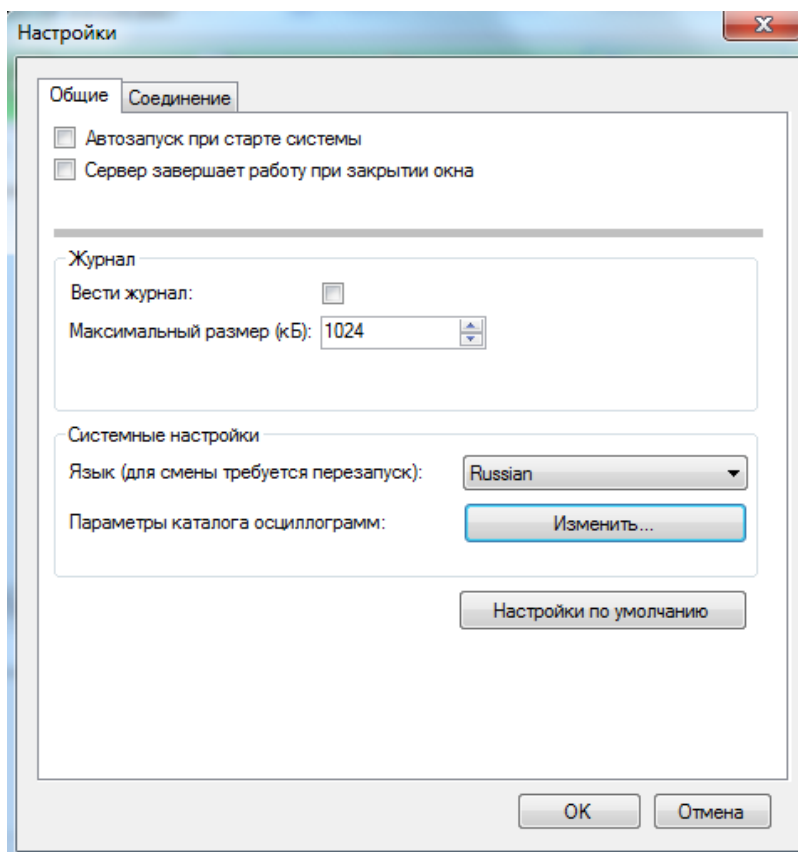 Настройки
Общие
Соединение
Автозапуск при старте системы
Сервер завершает работу при закрытии окна
Журнал
Вести журнал:
Максимальный размер (кБ): 1024
Системные настройки
Язык (для смены требуется перезапуск): Russian
Параметры каталога осциллограмм: Изменить...
Настройки по умолчанию
OK Отмена